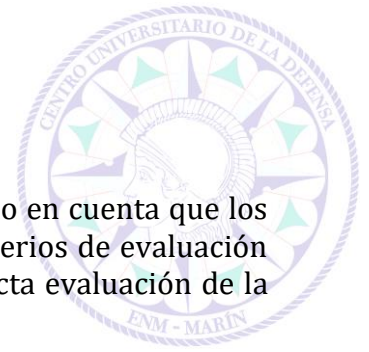 CENTRO UNIVERSITARIO DE LA DEFENSA
o en cuenta que los
erios de evaluación
cta evaluación de la
ENM - MARÍN